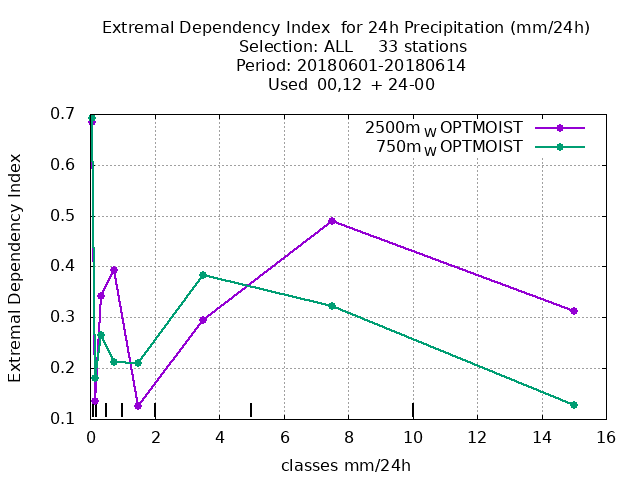 Extremal Dependency Index  for 24h Precipitation (mm/24h)
Selection: ALL     33 stations
Period: 20180601-20180614
Used  00,12  + 24-00
2500m W OPTMOIST
750m W OPTMOIST
Extremal Dependency Index
0.7
0.6
0.5
0.4
0.3
0.2
0.1
0 2 4 6 8 10 12 14 16
classes mm/24h